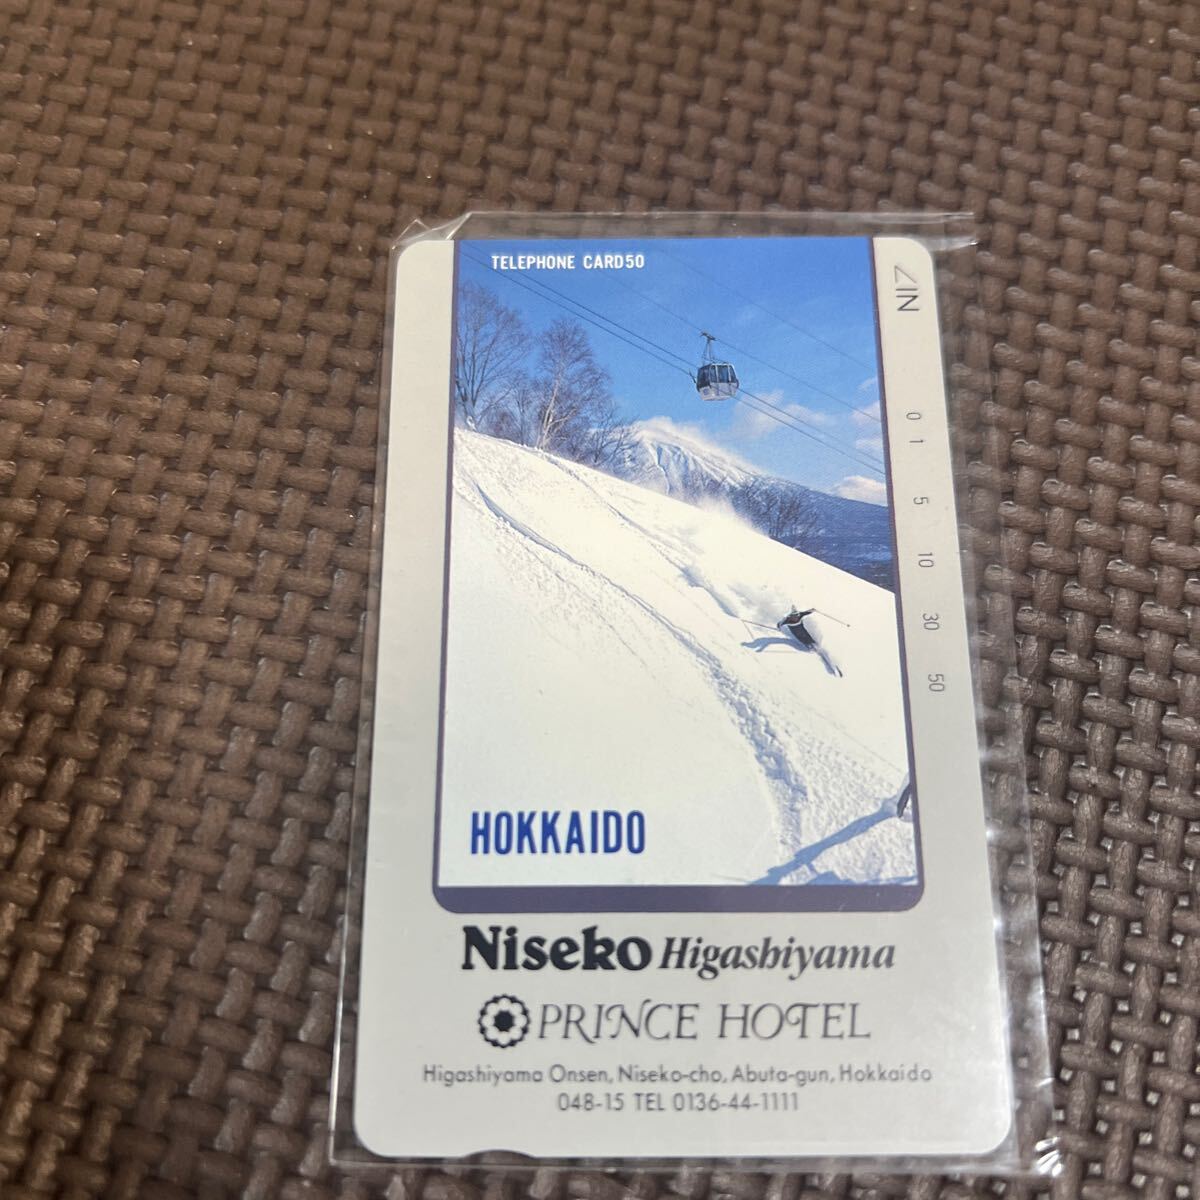 TELEPHONE CARD50
IN
0
1
5
10
30
50
HOKKAIDO
Niseko Higashiyama
PRINCE HOTEL
Higashiyama Onsen, Niseko-cho, Abuta-gun, Hokkaido
048-15 TEL 0136-44-1111